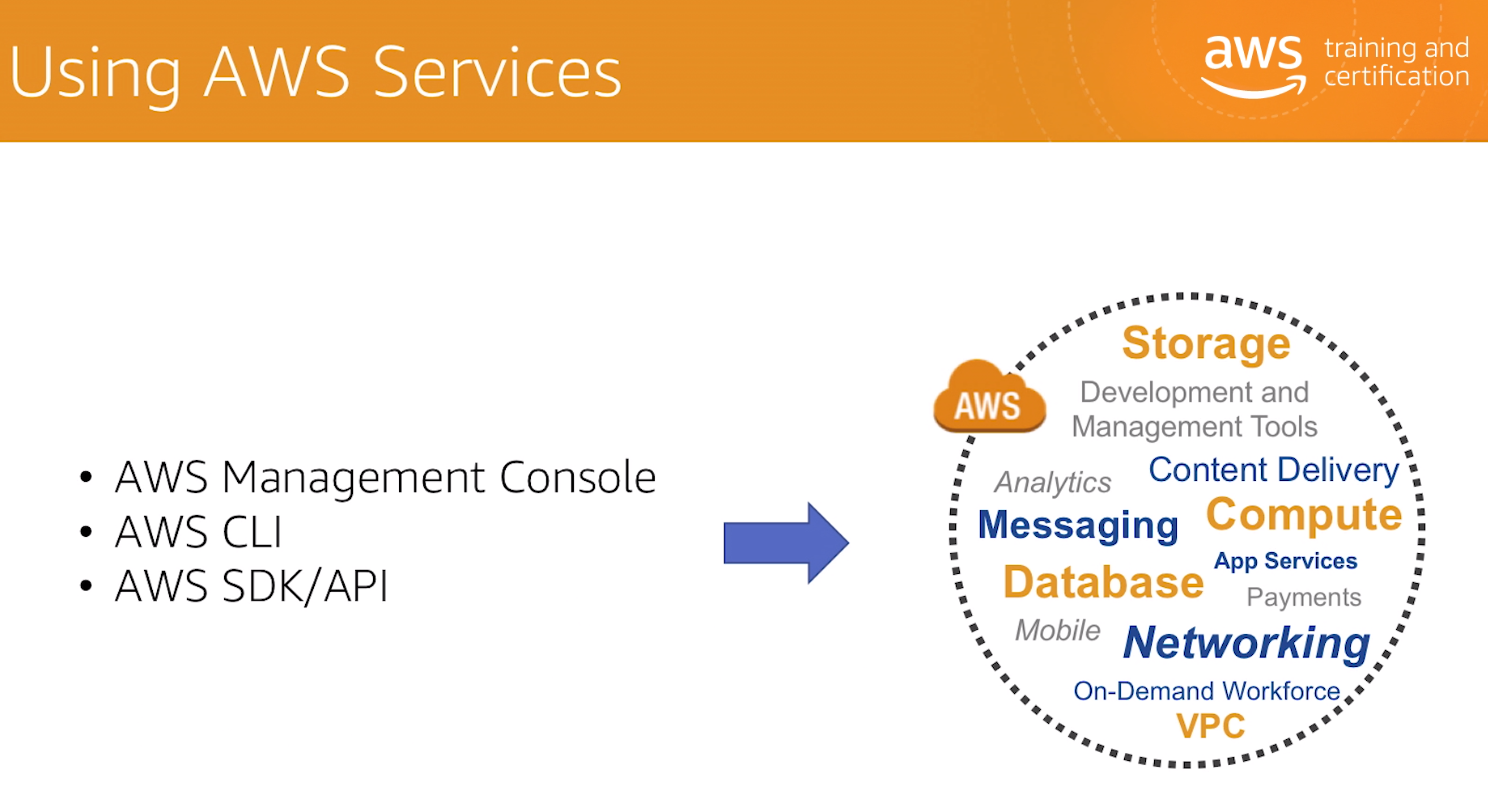 Using AWS Services
aws training and
certification
• AWS Management Console
• AWS CLI
• AWS SDK/API
AWS
Storage
Development and
Management Tools
Analytics
Content Delivery
Messaging
Compute
App Services
Database
Payments
Mobile
Networking
On-Demand Workforce
VPC